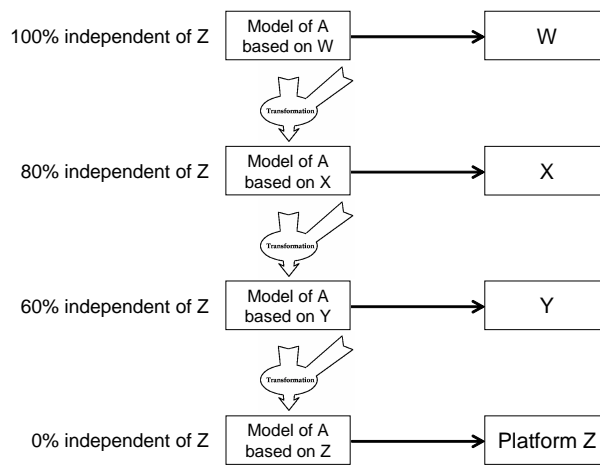 100% independent of Z
Model of A
based on W
W
Transformation
80% independent of Z
Model of A
based on X
X
Transformation
60% independent of Z
Model of A
based on Y
Y
Transformation
0% independent of Z
Model of A
based on Z
Platform Z